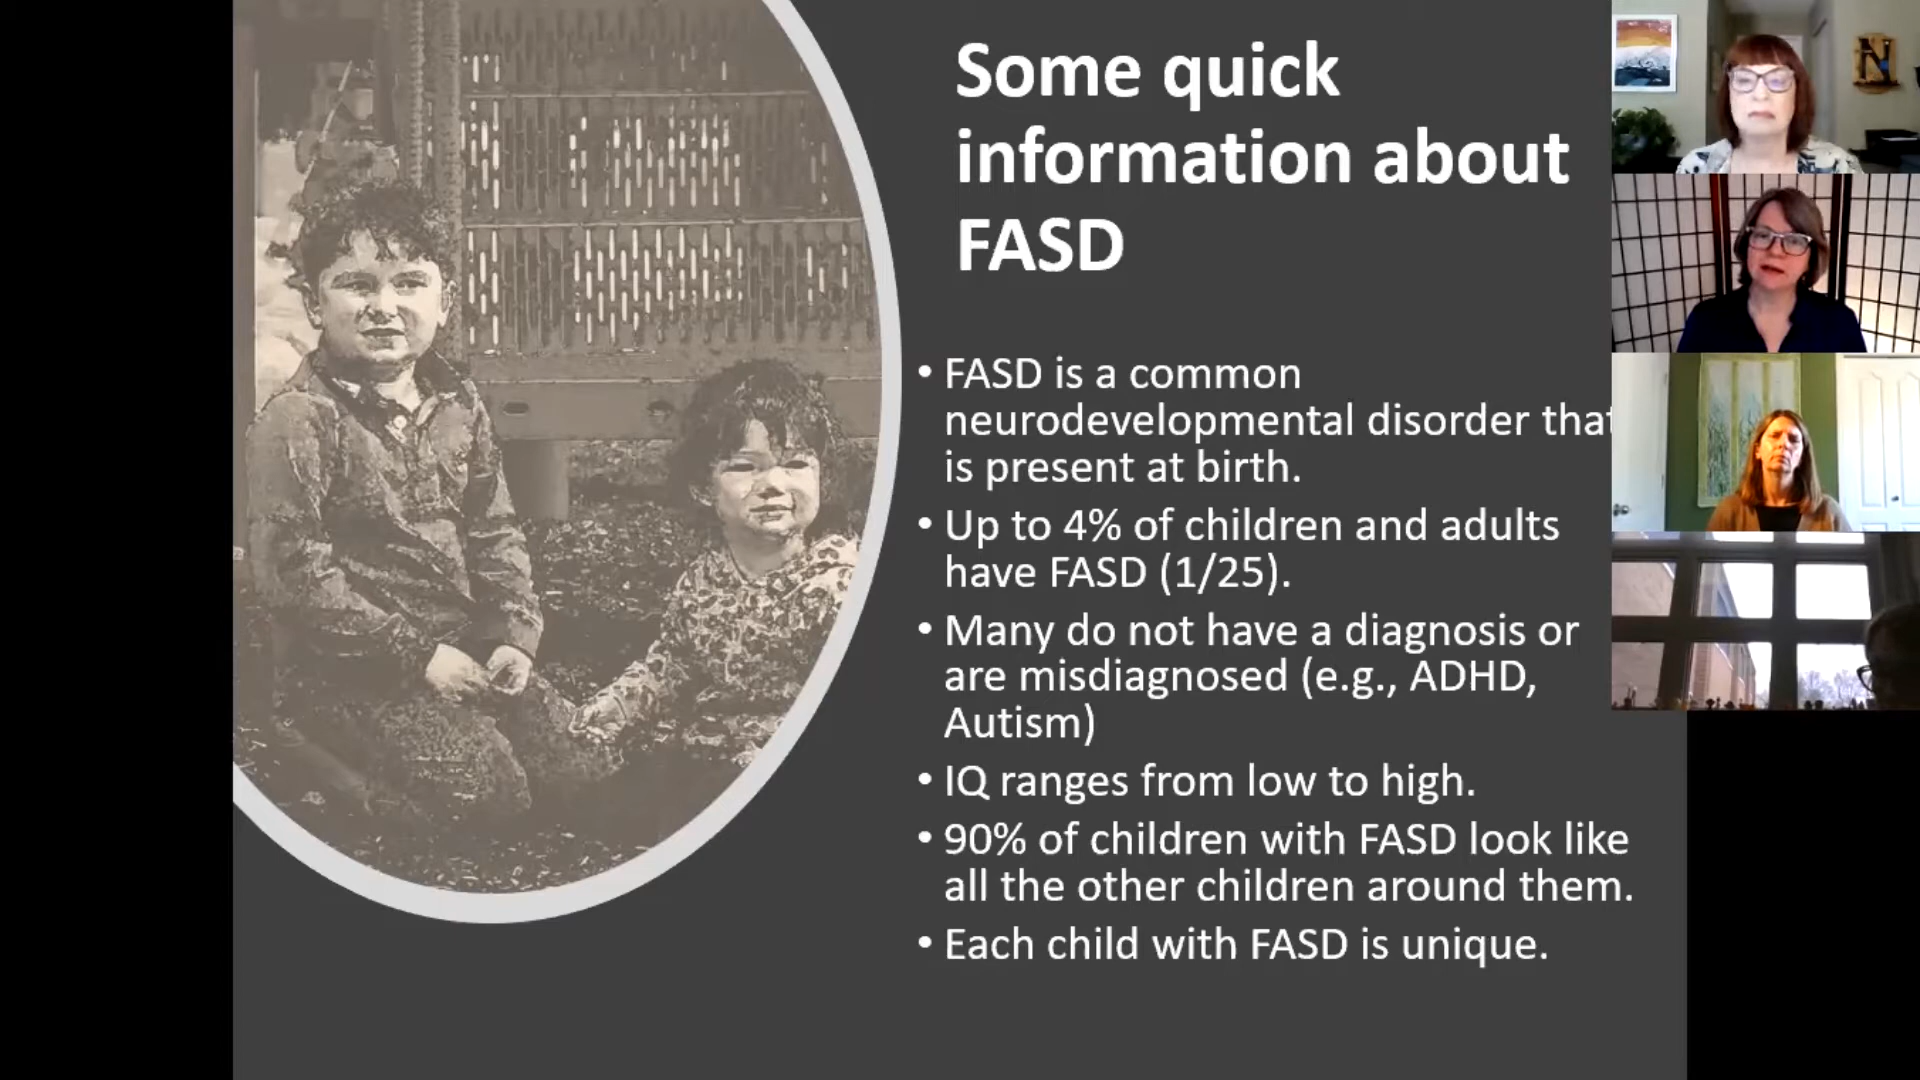 Some quick
information about
FASD
• FASD is a common
neurodevelopmental disorder that
is present at birth.
• Up to 4% of children and adults
have FASD (1/25).
• Many do not have a diagnosis or
are misdiagnosed (e.g., ADHD,
Autism)
• IQ ranges from low to high.
• 90% of children with FASD look like
all the other children around them.
• Each child with FASD is unique.
N